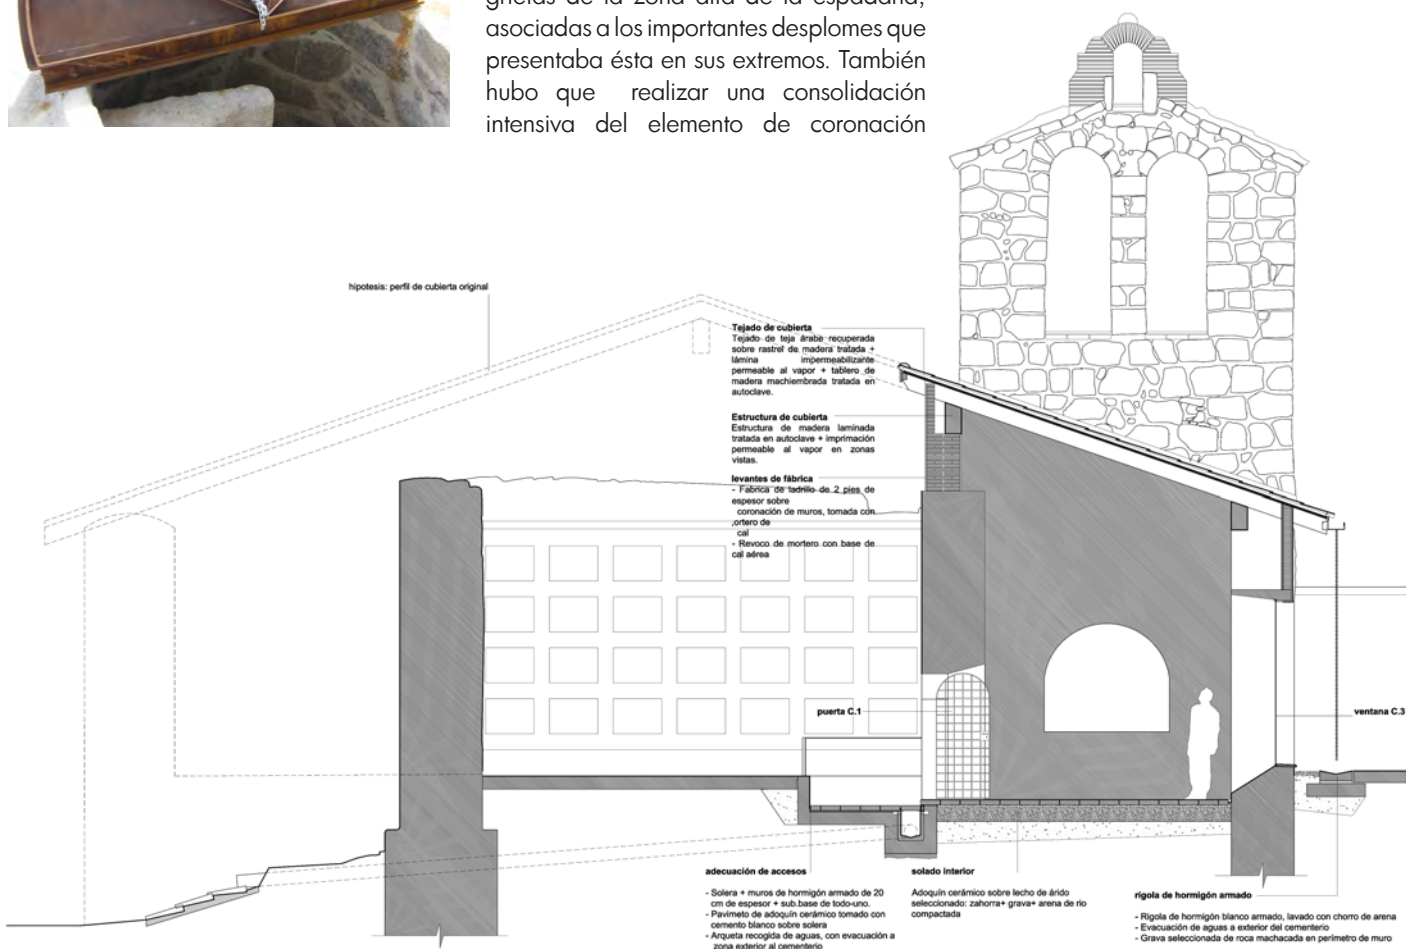 grietas de la zona alta de la espadaña,
asociadas a los importantes desplomes que
presentaba ésta en sus extremos. También
hubo que realizar una consolidación
intensiva del elemento de coronación
hipotesis: perfil de cubierta original
Tejado de cubierta
Tejado de teja árabe recuperada
sobre rastrel de madera tratada +
lámina impermeabilizante
permeable al vapor + tablero de
madera machiembrada tratada en
autoclave.
Estructura de cubierta
Estructura de madera laminada
tratada en autoclave + imprimación
permeable al vapor en zonas
vistas.
levantes de fábrica
- Fabrica de ladrillo de 2 pies de
espesor sobre
coronación de muros, tomada con
,ortero de
cal
- Revoco de mortero con base de
cal aérea
puerta C.1
ventana C.3
adecuación de accesos
- Solera + muros de hormigón armado de 20
cm de espesor + sub.base de todo-uno.
- Pavimeto de adoquín cerámico tomado con
cemento blanco sobre solera
- Arqueta recogida de aguas, con evacuación a
zona exterior al cementerio
solado interior
Adoquín cerámico sobre lecho de árido
seleccionado: zahorra+ grava+ arena de río
compactada
rigola de hormigón armado
- Rigola de hormigón blanco armado, lavado con chorro de arena
- Evacuación de aguas a exterior del cementerio
- Grava seleccionada de roca machacada en perímetro de muro